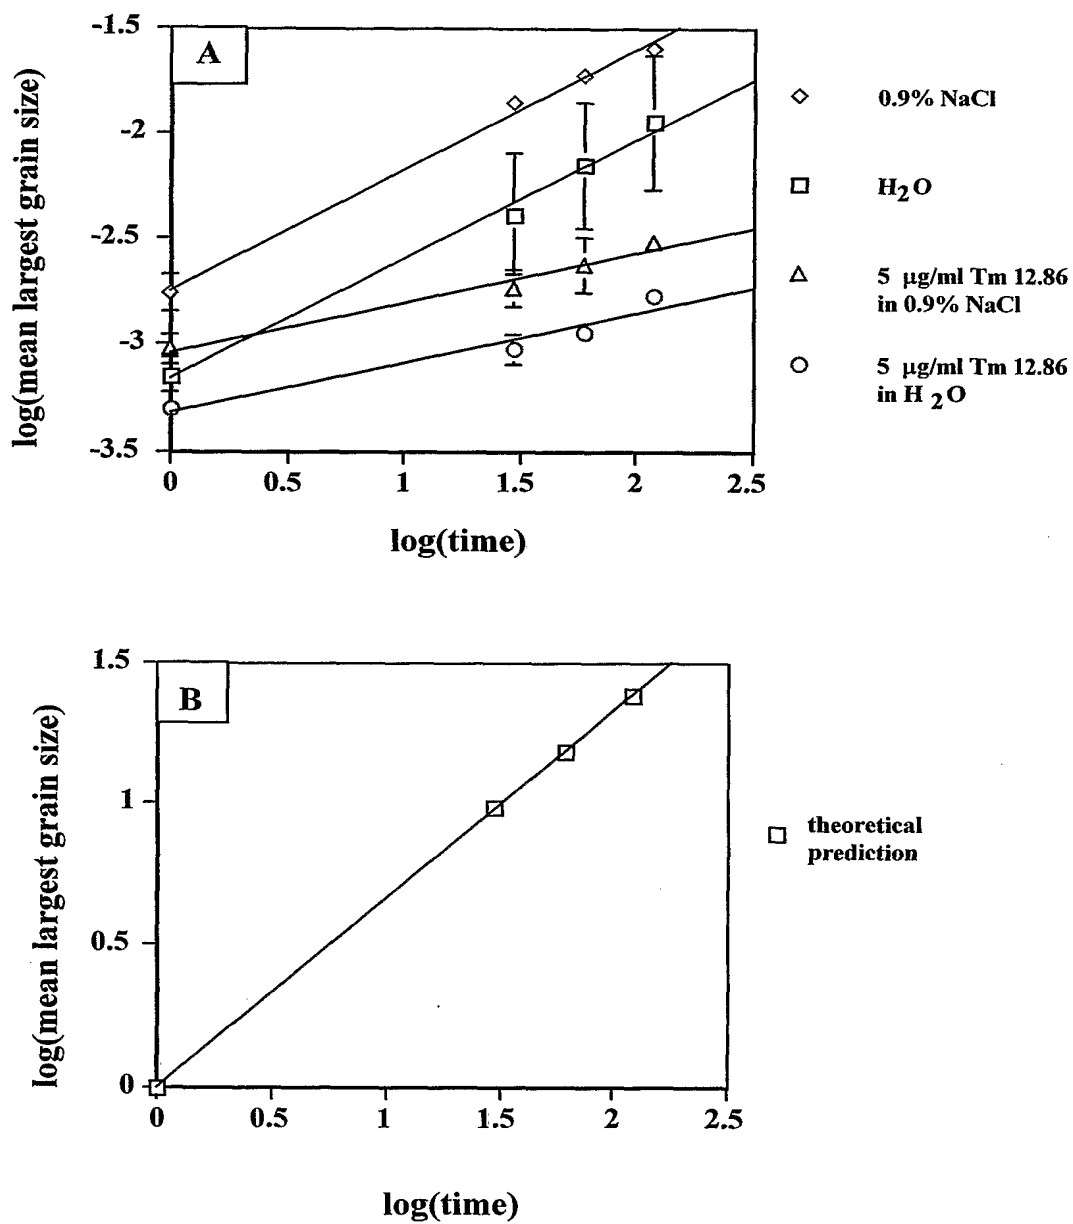 A
-1.5
-2
-2.5
-3
-3.5
log(mean largest grain size)
0 0.5 1 1.5 2 2.5
log(time)
0.9% NaCl
H2O
5 μg/ml Tm 12.86
in 0.9% NaCl
5 μg/ml Tm 12.86
in H 2O
B
1.5
1
0.5
0
log(mean largest grain size)
0 0.5 1 1.5 2 2.5
log(time)
theoretical
prediction